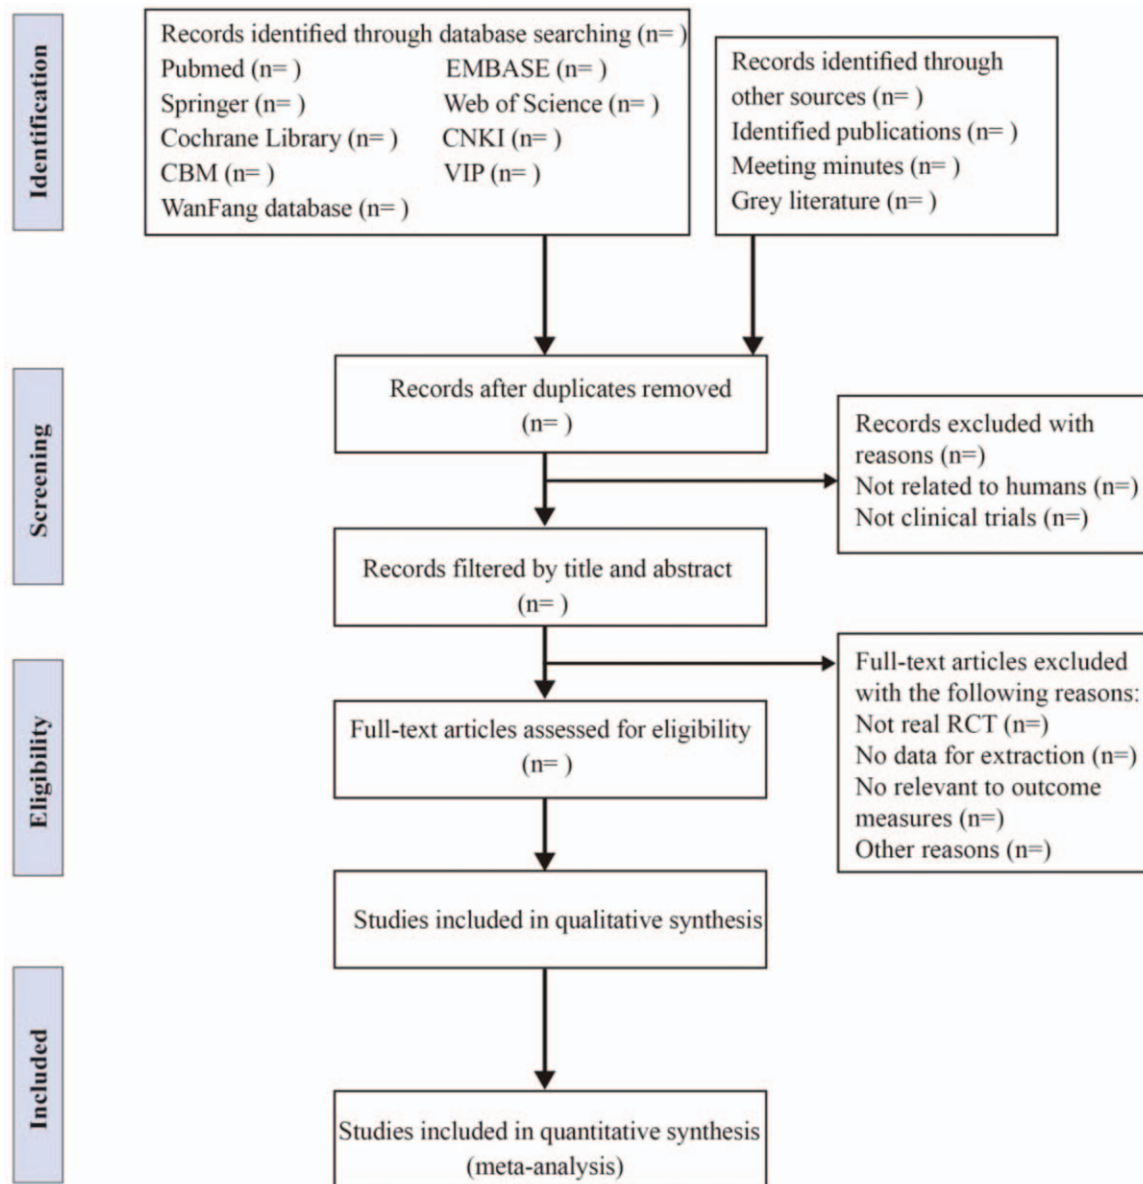 Identification
Records identified through database searching (n= )
Pubmed (n= ) EMBASE (n= )
Springer (n= ) Web of Science (n= )
Cochrane Library (n= ) CNKI (n= )
CBM (n= ) VIP (n= )
WanFang database (n= )
Records identified through
other sources (n= )
Identified publications (n= )
Meeting minutes (n= )
Grey literature (n= )
Screening
Records after duplicates removed
(n= )
Records excluded with
reasons (n=)
Not related to humans (n=)
Not clinical trials (n=)
Records filtered by title and abstract
(n= )
Eligibility
Full-text articles excluded
with the following reasons:
Not real RCT (n=)
No data for extraction (n=)
No relevant to outcome
measures (n=)
Other reasons (n=)
Full-text articles assessed for eligibility
(n= )
Studies included in qualitative synthesis
Included
Studies included in quantitative synthesis
(meta-analysis)